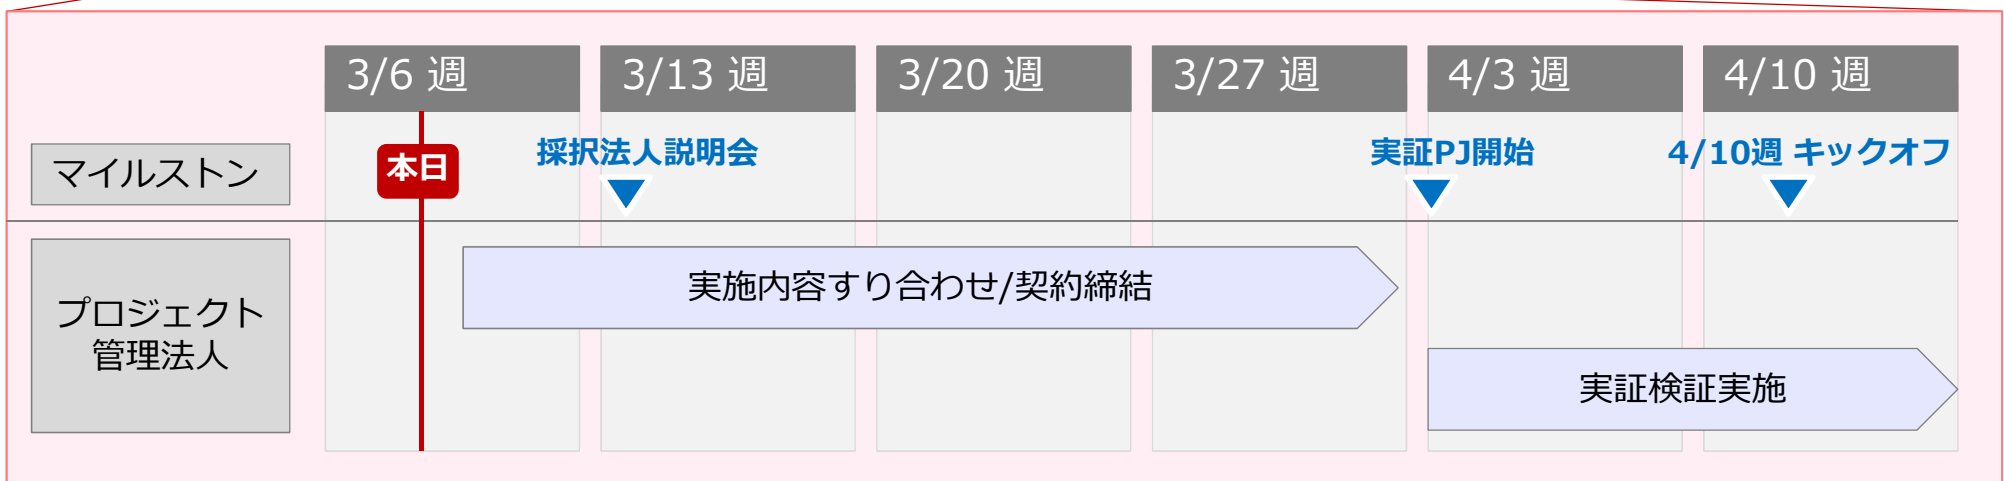 3/6 週
3/13 週
3/20 週
3/27 週
4/3 週
4/10 週
マイルストン
本日
採択法人説明会
実証PJ開始
4/10週 キックオフ
プロジェクト
管理法人
実施内容すり合わせ/契約締結
実証検証実施